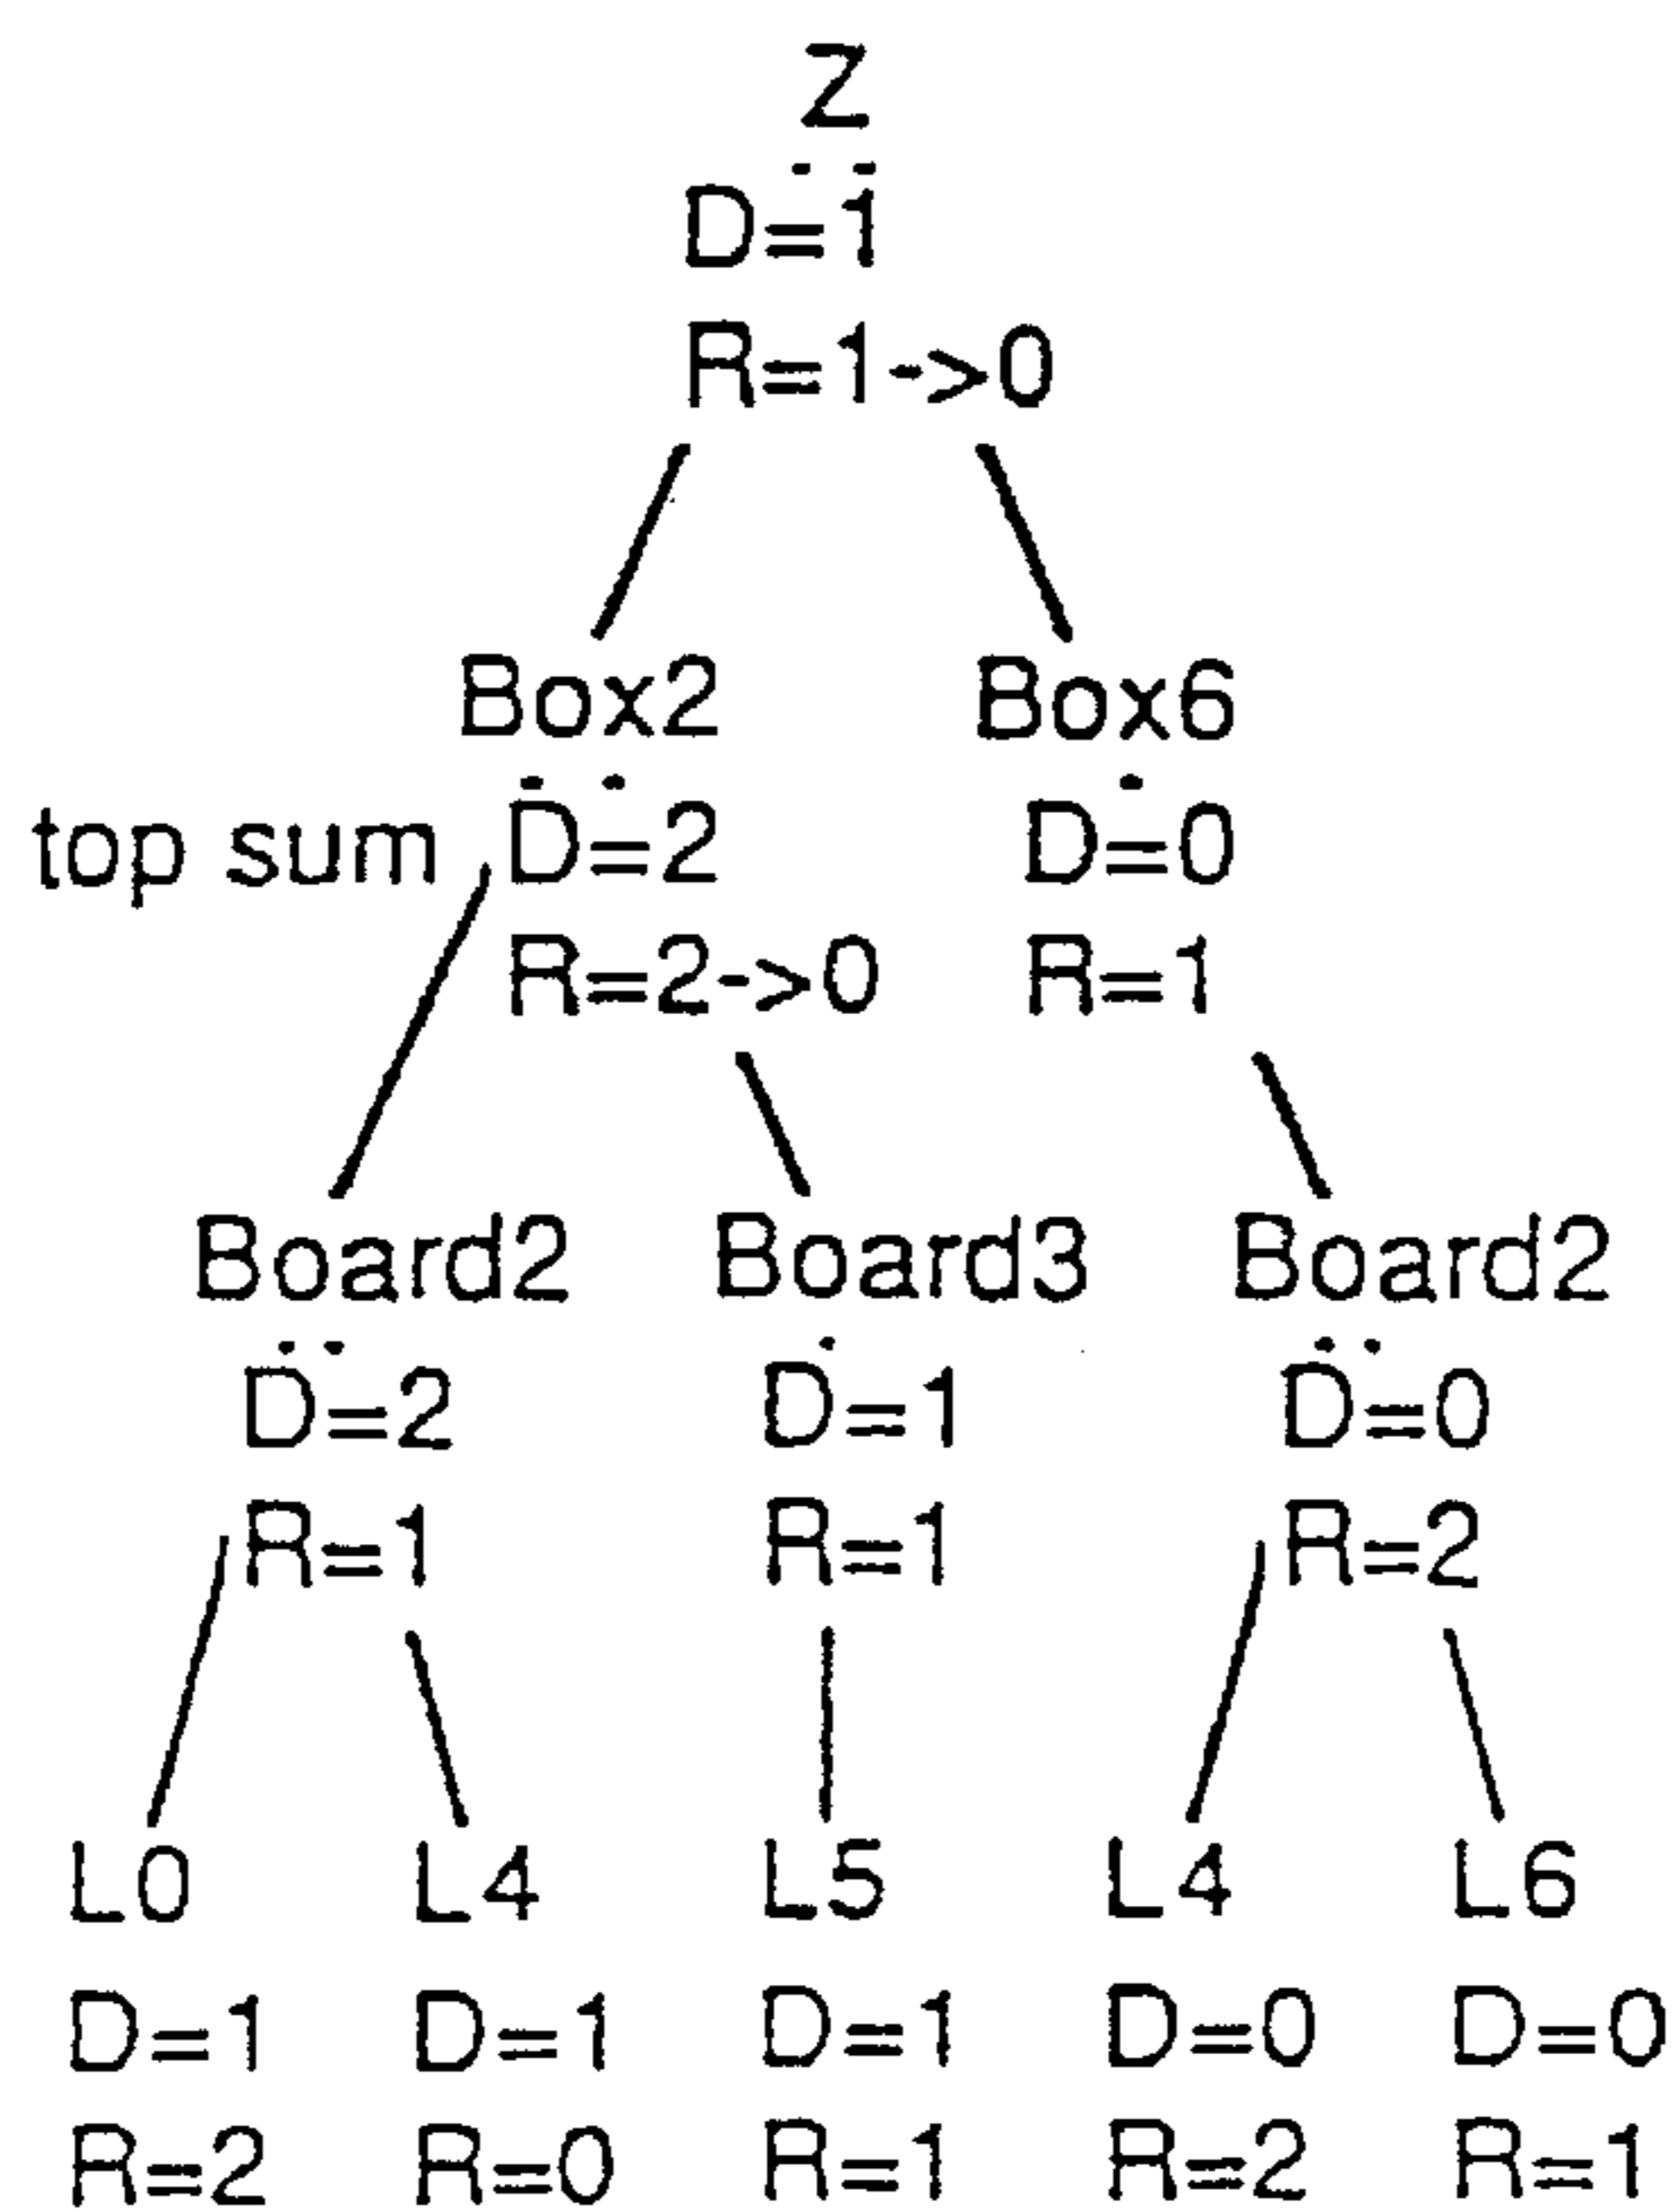 Z
D=1
R=1->0
Box2 Box6
top sum D=2 D=0
R=2->0 R=1
Board2 Board3 Board2
D=2 D=1 D=0
R=1 R=1 R=2
L0 L4 L5 L4 L6
D=1 D=1 D=1 D=0 D=0
R=2 R=0 R=1 R=2 R=1